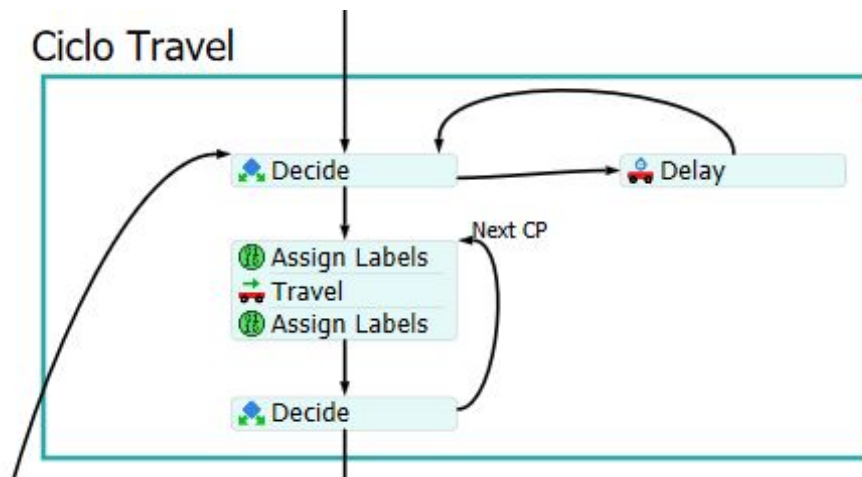 Ciclo Travel
Decide
Delay
Next CP
Assign Labels
Travel
Assign Labels
Decide